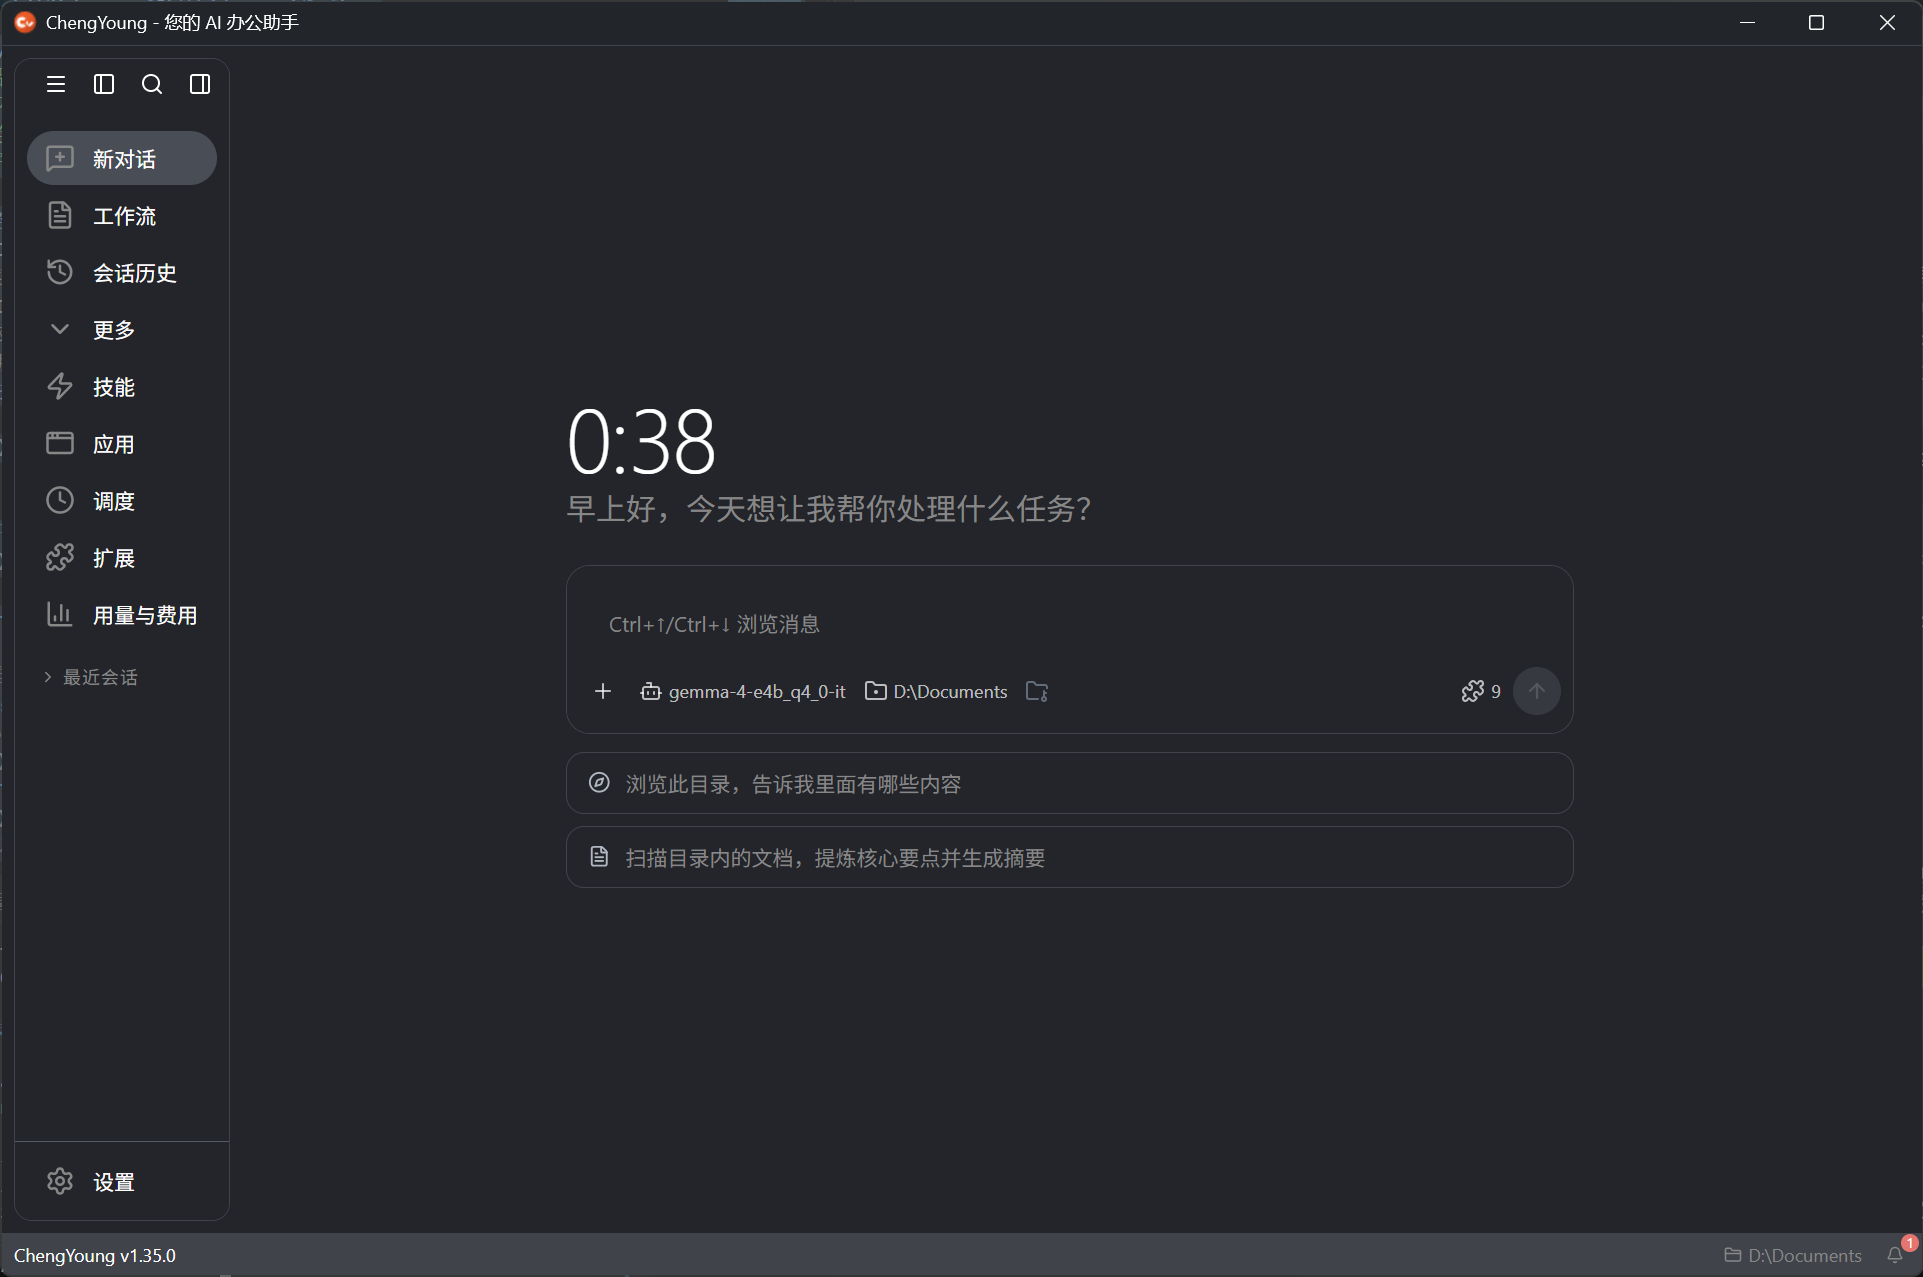 ChengYoung - 您的 AI 办公助手
新对话
工作流
会话历史
更多
技能
应用
调度
扩展
用量与费用
最近会话
0:38
早上好，今天想让我帮你处理什么任务？
Ctrl+↑/Ctrl+↓ 浏览消息
gemma-4-e4b_q4_0-it D:\Documents 9
浏览此目录，告诉我里面有哪些内容
扫描目录内的文档，提炼核心要点并生成摘要
设置
ChengYoung v1.35.0 D:\Documents 1